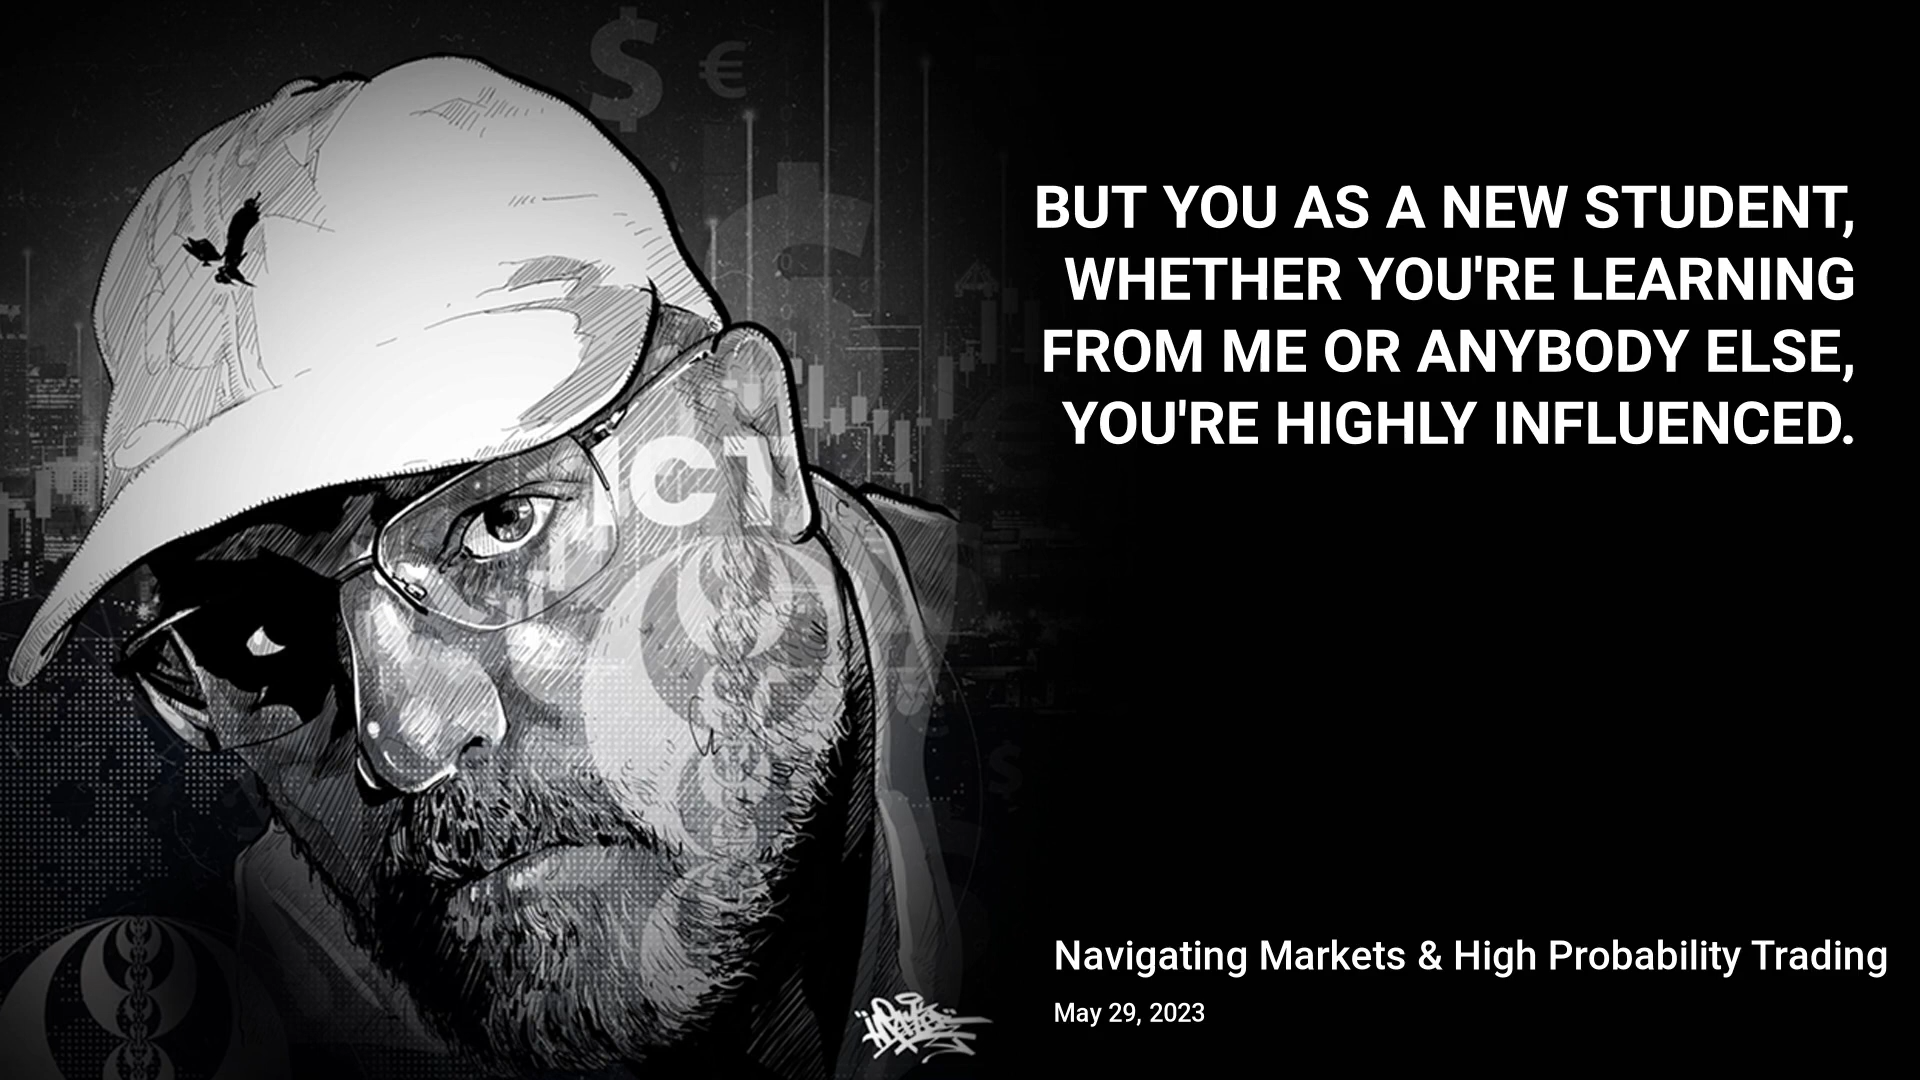 BUT YOU AS A NEW STUDENT,
WHETHER YOU'RE LEARNING
FROM ME OR ANYBODY ELSE,
YOU'RE HIGHLY INFLUENCED.
ICT
Navigating Markets & High Probability Trading
May 29, 2023